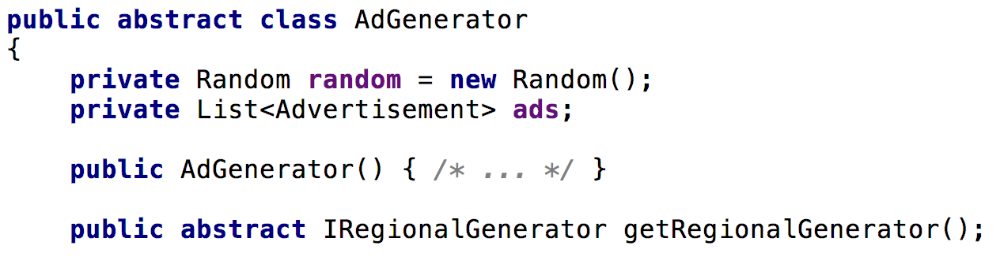 public abstract class AdGenerator
{
    private Random random = new Random();
    private List<Advertisement> ads;
    public AdGenerator() { /* ... */ }
    public abstract IRegionalGenerator getRegionalGenerator();